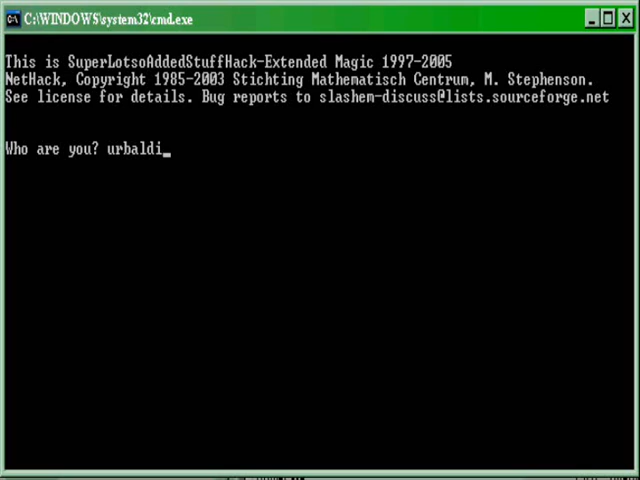 C:\WINDOWS\system32\cmd.exe
This is SuperLotsoAddedStuffHack-Extended Magic 1997-2005
NetHack, Copyright 1985-2003 Stichting Mathematisch Centrum, M. Stephenson.
See license for details. Bug reports to slashem-discuss@lists.sourceforge.net
Who are you? urbaldi_